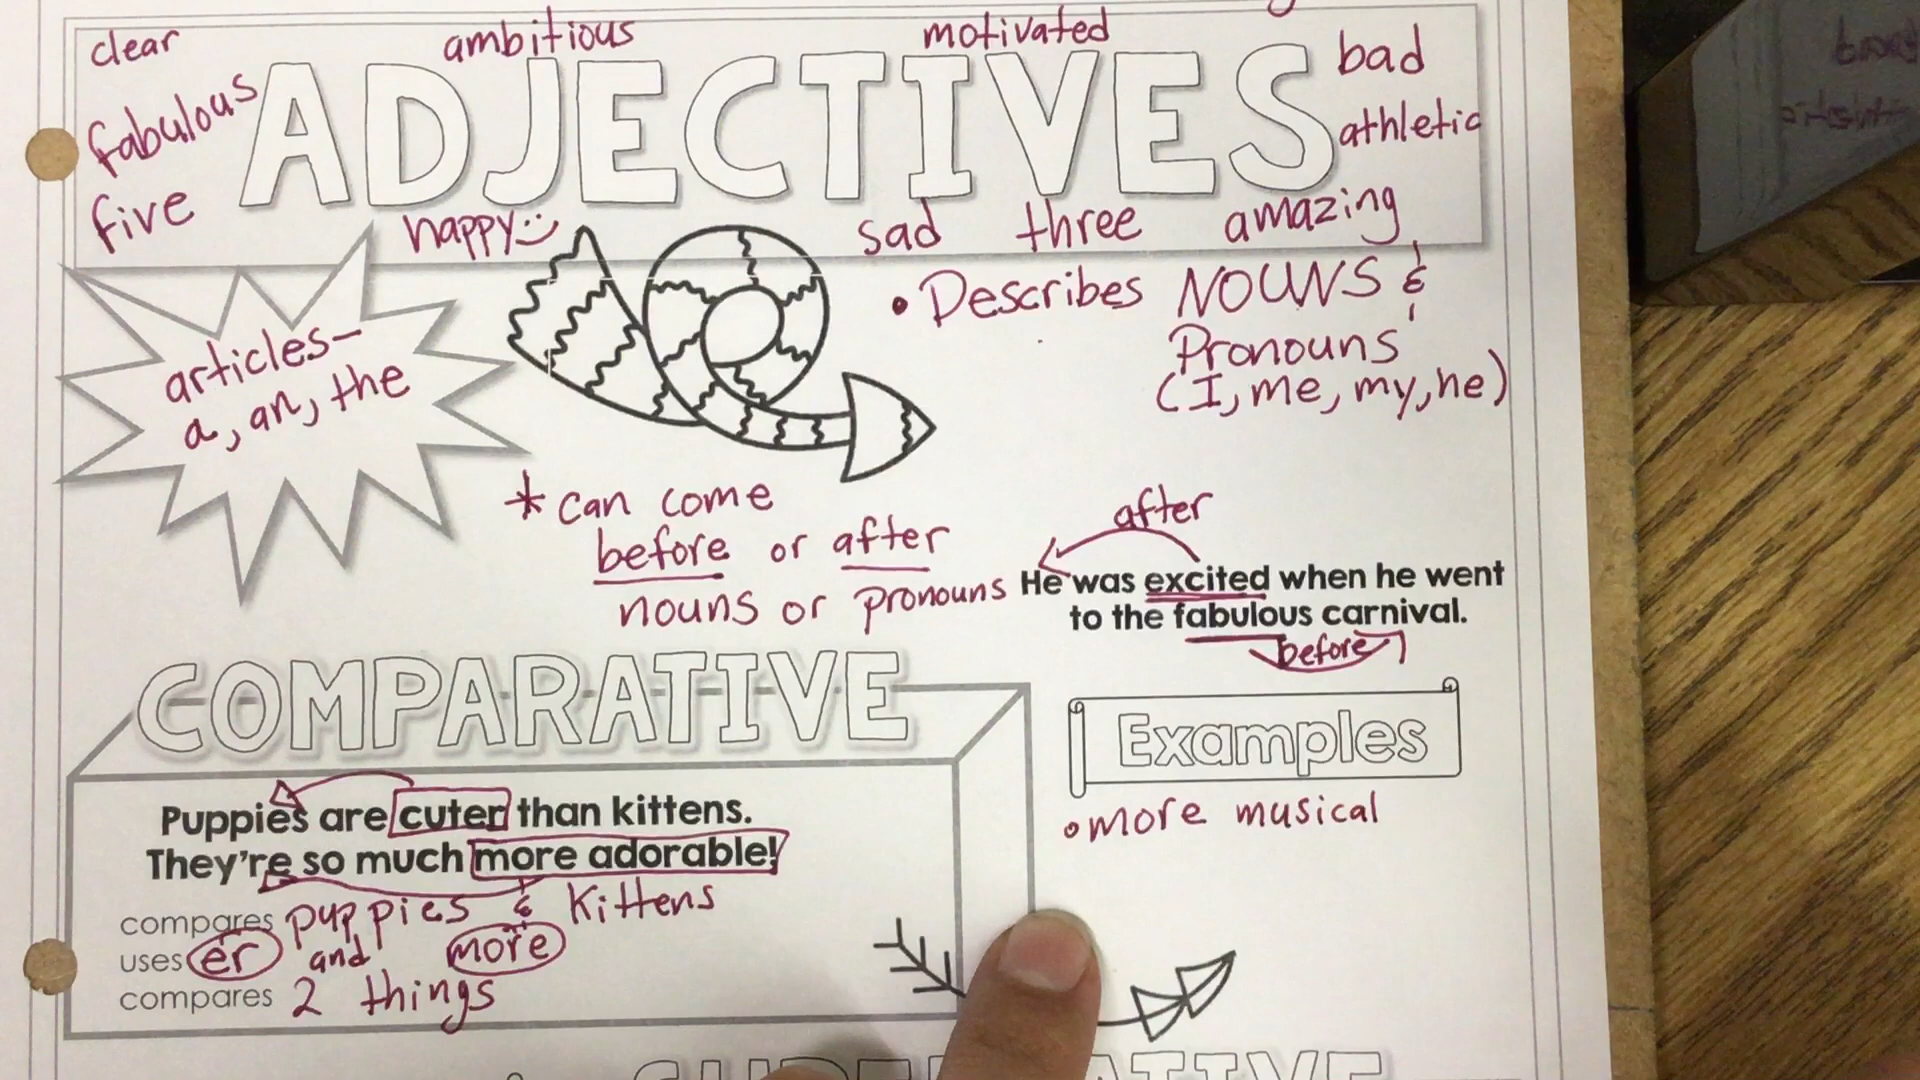 clear ambitious motivated bad
fabulous ADJECTIVES athletic
five happy sad three amazing
articles-
a, an, the
• Describes NOUNS &
Pronouns
(I, me, my, he)
* can come
before or after
nouns or pronouns
after
He was excited when he went
to the fabulous carnival.
before
COMPARATIVE
Puppies are cuter than kittens.
They're so much more adorable!
compares puppies & kittens
uses er and more
compares 2 things
Examples
• more musical